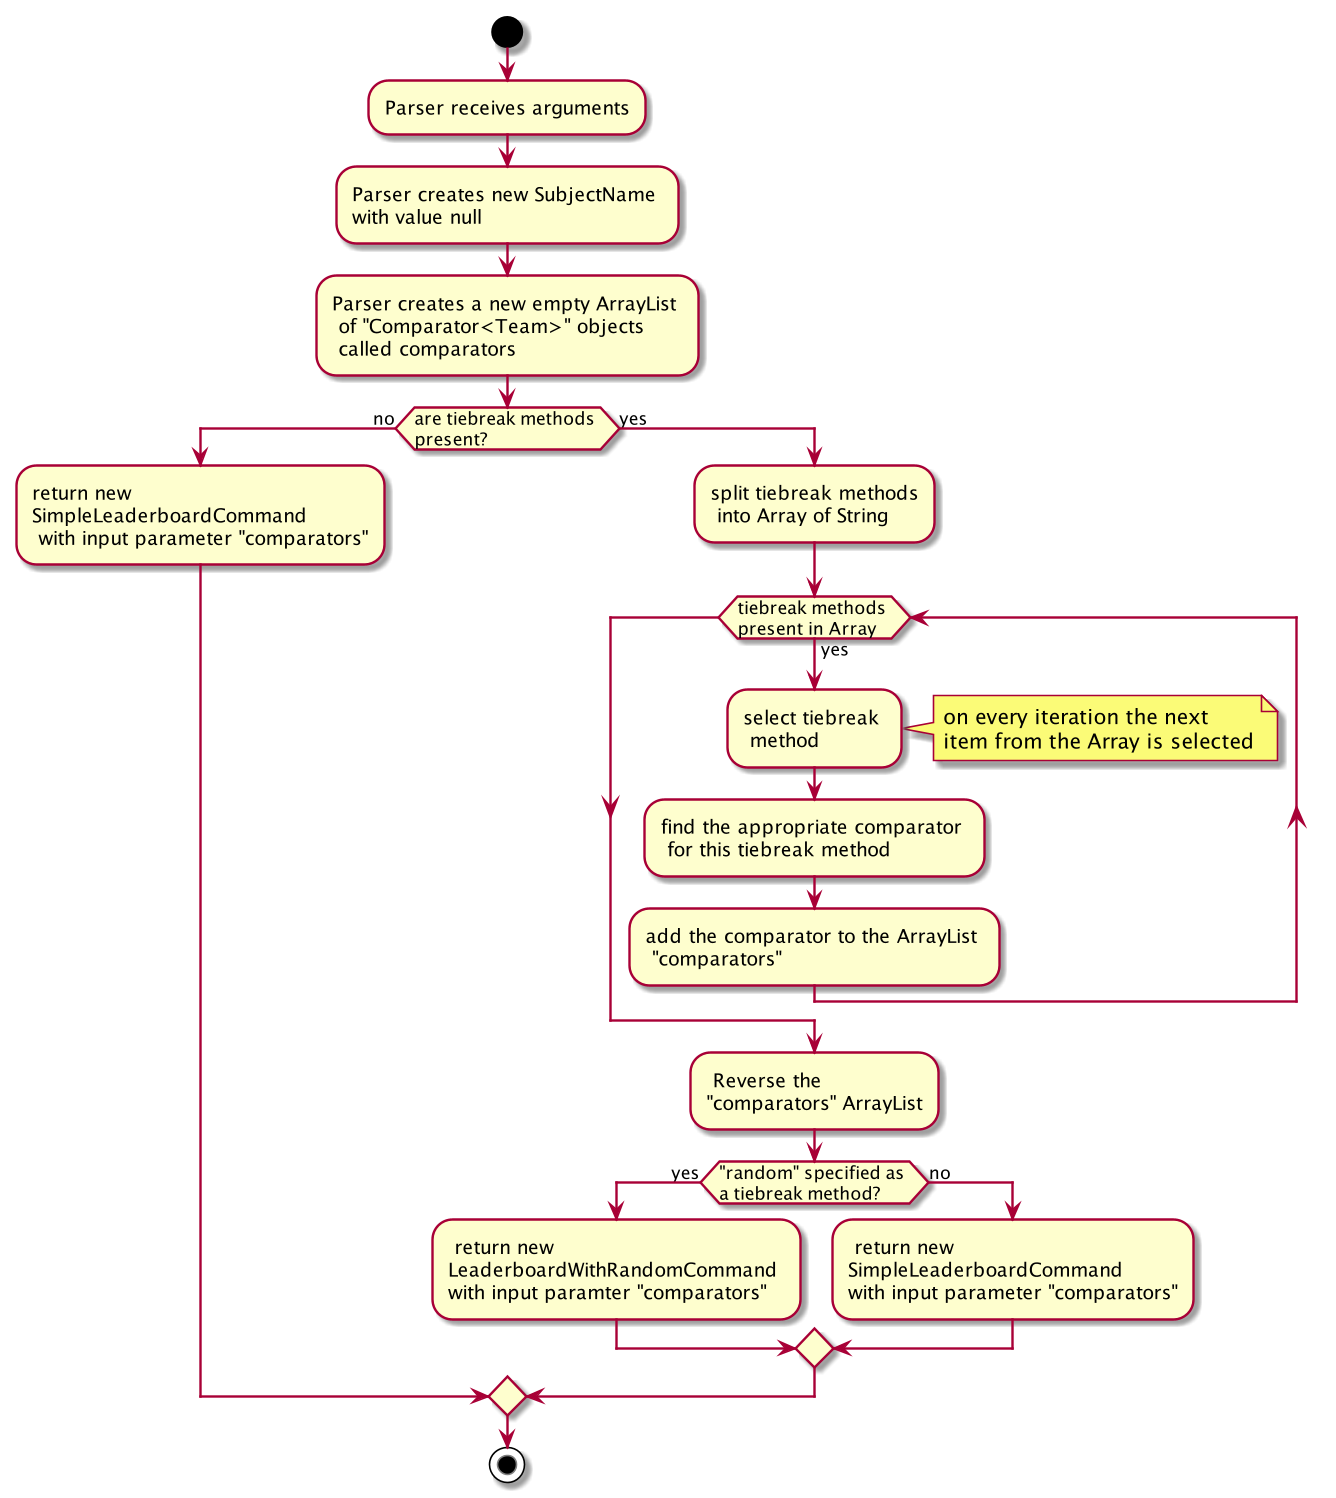 Parser receives arguments
Parser creates new SubjectName
with value null
Parser creates a new empty ArrayList
of "Comparator<Team>" objects
called comparators
no
are tiebreak methods
present?
yes
return new
SimpleLeaderboardCommand
with input parameter "comparators"
split tiebreak methods
into Array of String
tiebreak methods
present in Array
yes
select tiebreak
method
on every iteration the next
item from the Array is selected
find the appropriate comparator
for this tiebreak method
add the comparator to the ArrayList
"comparators"
Reverse the
"comparators" ArrayList
yes
"random" specified as
a tiebreak method?
no
return new
LeaderboardWithRandomCommand
with input paramter "comparators"
return new
SimpleLeaderboardCommand
with input parameter "comparators"